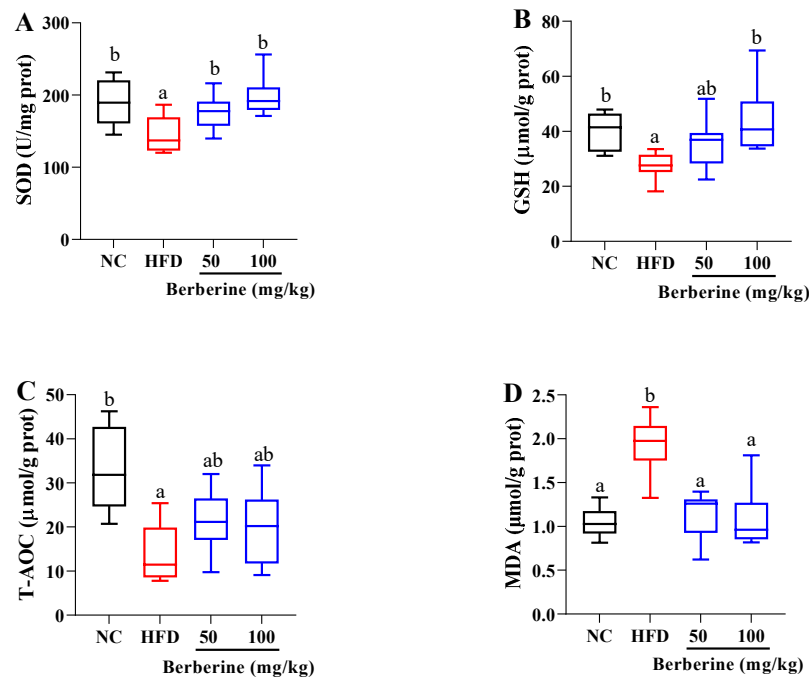 A
SOD (U/mg prot)
300
200
100
0
b
a
b
b
NC HFD 50 100
Berberine (mg/kg)
B
GSH (µmol/g prot)
80
60
40
20
0
b
a
ab
b
NC HFD 50 100
Berberine (mg/kg)
C
T-AOC (µmol/g prot)
50
40
30
20
10
0
b
a
ab
ab
NC HFD 50 100
Berberine (mg/kg)
D
MDA (µmol/g prot)
2.5
2.0
1.5
1.0
0.5
0.0
a
b
a
a
NC HFD 50 100
Berberine (mg/kg)